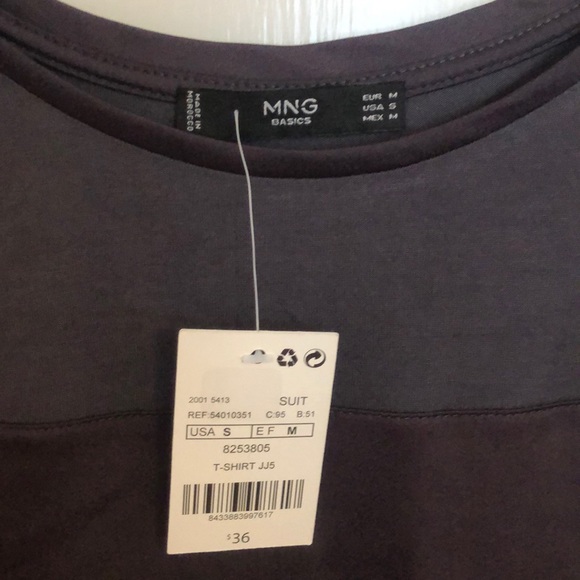 MADE IN
MOROCCO
MNG
BASICS
EUR M
USA S
MEX M
2001 5413 SUIT
REF:54010351 C:95 B:51
USA S E F M
8253805
T-SHIRT JJ5
8433883997617
$36